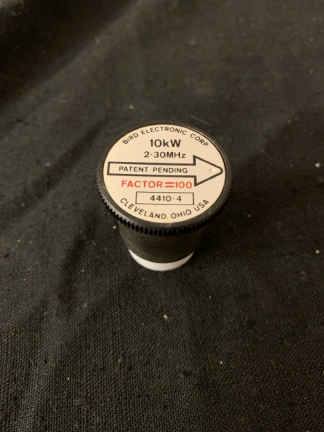 BIRD ELECTRONIC CORP
10kW
2-30MHz
PATENT PENDING
FACTOR=100
4410-4
CLEVELAND, OHIO USA